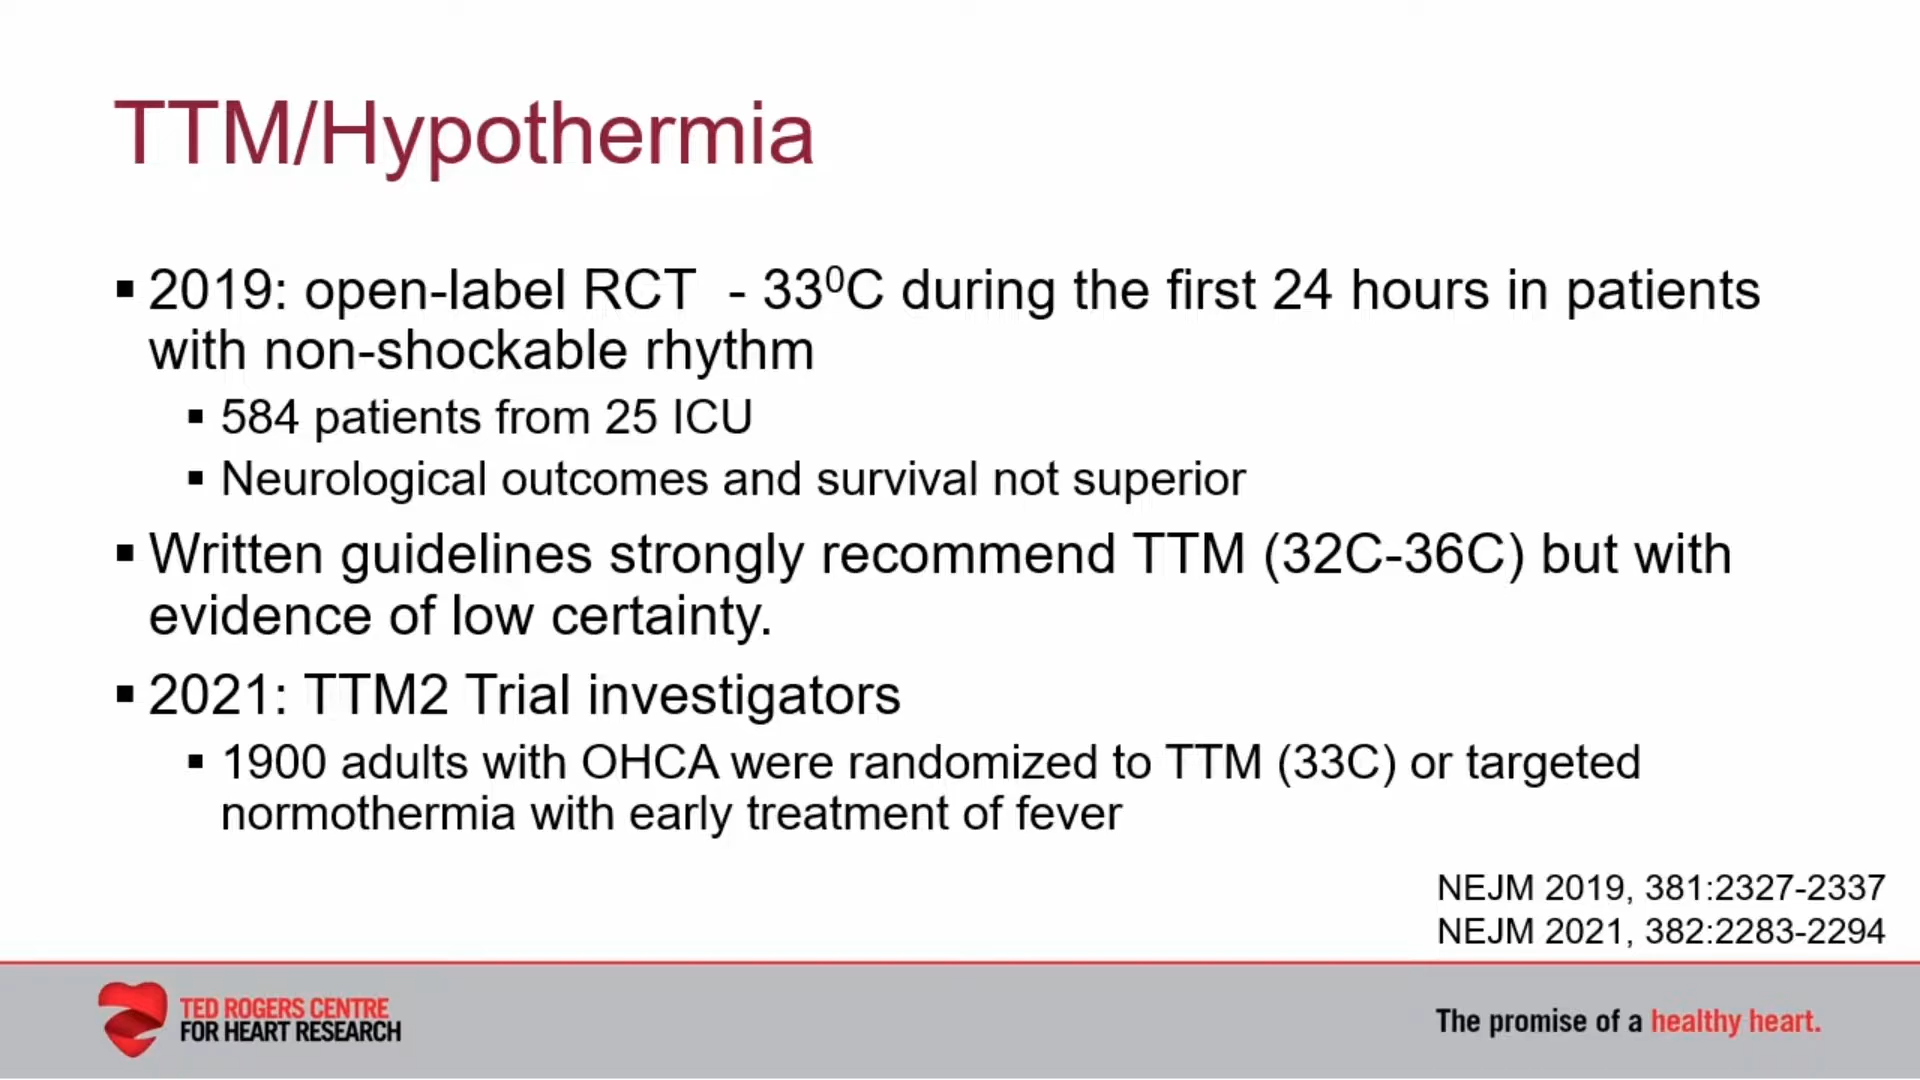 TTM/Hypothermia
▪ 2019: open-label RCT - 33⁰C during the first 24 hours in patients
with non-shockable rhythm
▪ 584 patients from 25 ICU
▪ Neurological outcomes and survival not superior
▪ Written guidelines strongly recommend TTM (32C-36C) but with
evidence of low certainty.
▪ 2021: TTM2 Trial investigators
▪ 1900 adults with OHCA were randomized to TTM (33C) or targeted
normothermia with early treatment of fever
NEJM 2019, 381:2327-2337
NEJM 2021, 382:2283-2294
TED ROGERS CENTRE
FOR HEART RESEARCH
The promise of a healthy heart.